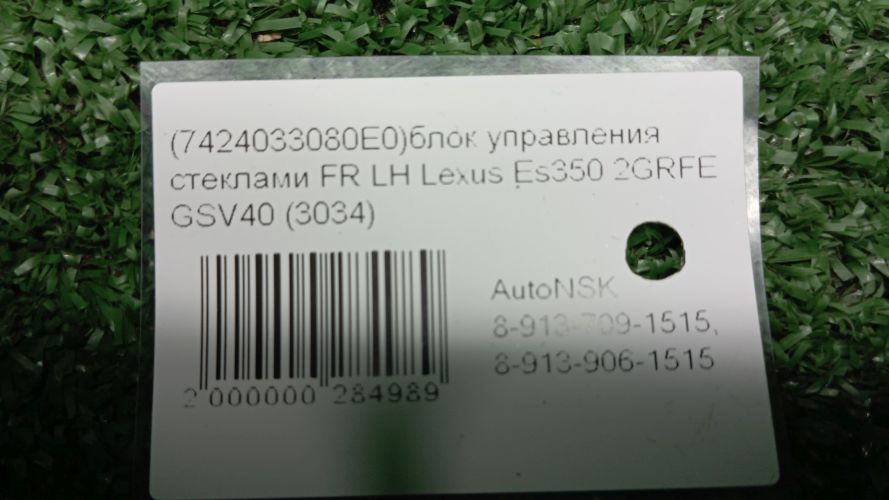 (7424033080E0)блок управления
стеклами FR LH Lexus Es350 2GRFE
GSV40 (3034)
AutoNSK
8-913-709-1515,
8-913-906-1515
2 000000 284989